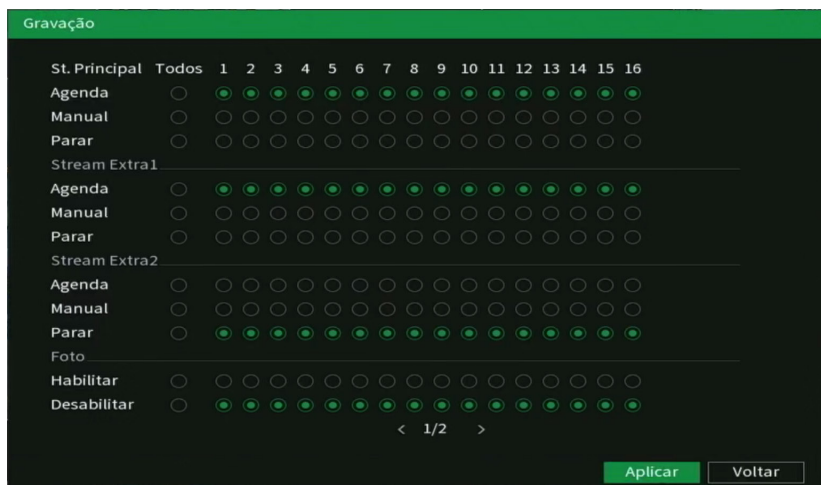 Gravação
St. Principal Todos 1 2 3 4 5 6 7 8 9 10 11 12 13 14 15 16
Agenda
Manual
Parar
Stream Extra1
Agenda
Manual
Parar
Stream Extra2
Agenda
Manual
Parar
Foto
Habilitar
Desabilitar
< 1/2 >
Aplicar Voltar